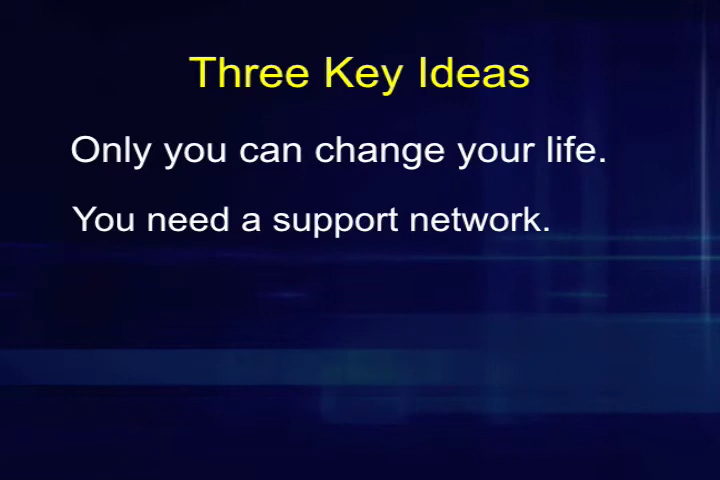 Three Key Ideas
Only you can change your life.
You need a support network.